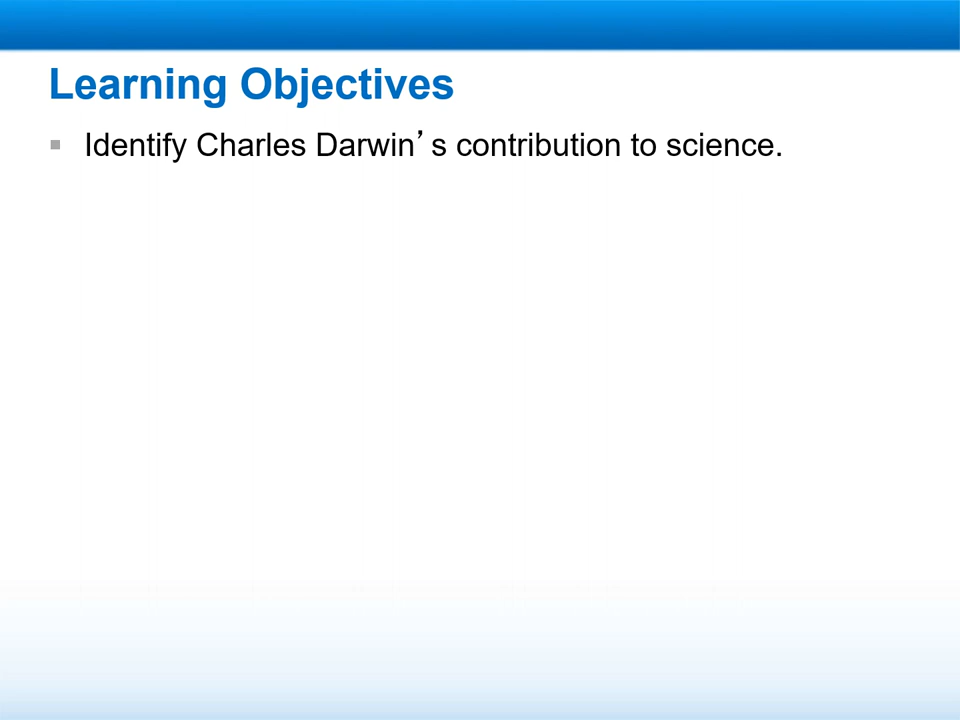 Learning Objectives
Identify Charles Darwin’s contribution to science.